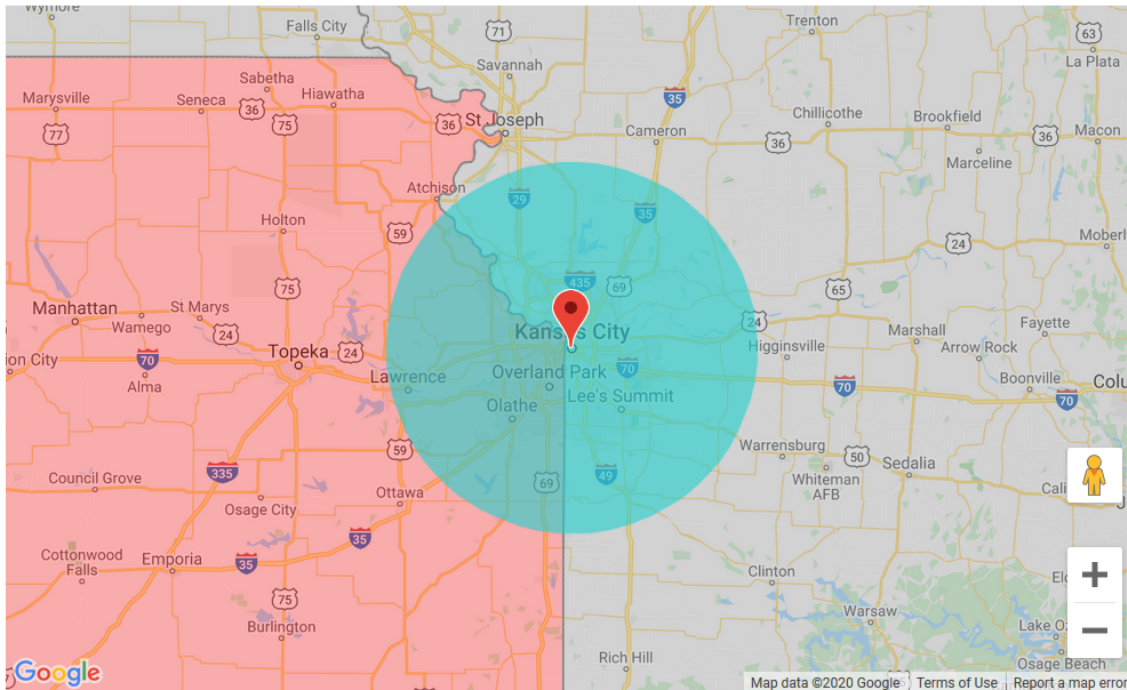 Wymore
Falls City
71
Trenton
63
La Plata
Savannah
Sabetha
Marysville
Seneca
36
Hiawatha
35
Chillicothe
Brookfield
77
75
36
St Joseph
Cameron
36
36
Macon
Marceline
Atchison
29
35
Holton
59
24
Moberl
75
435
69
65
Manhattan
St Marys
Kansas City
24
Marshall
Fayette
Wamego
24
Topeka
24
Higginsville
Arrow Rock
ion City
70
Overland Park
70
Alma
Lawrence
Lee's Summit
70
Boonville
Colu
70
Olathe
59
Warrensburg
50
Sedalia
335
69
49
Whiteman
AFB
Cali
Council Grove
Ottawa
J
Osage City
35
Cottonwood
Falls
Emporia
35
Clinton
+
El
75
Warsaw
Burlington
Lake Oz
−
Rich Hill
Osage Beach
Google
Map data ©2020 Google
Terms of Use
Report a map error